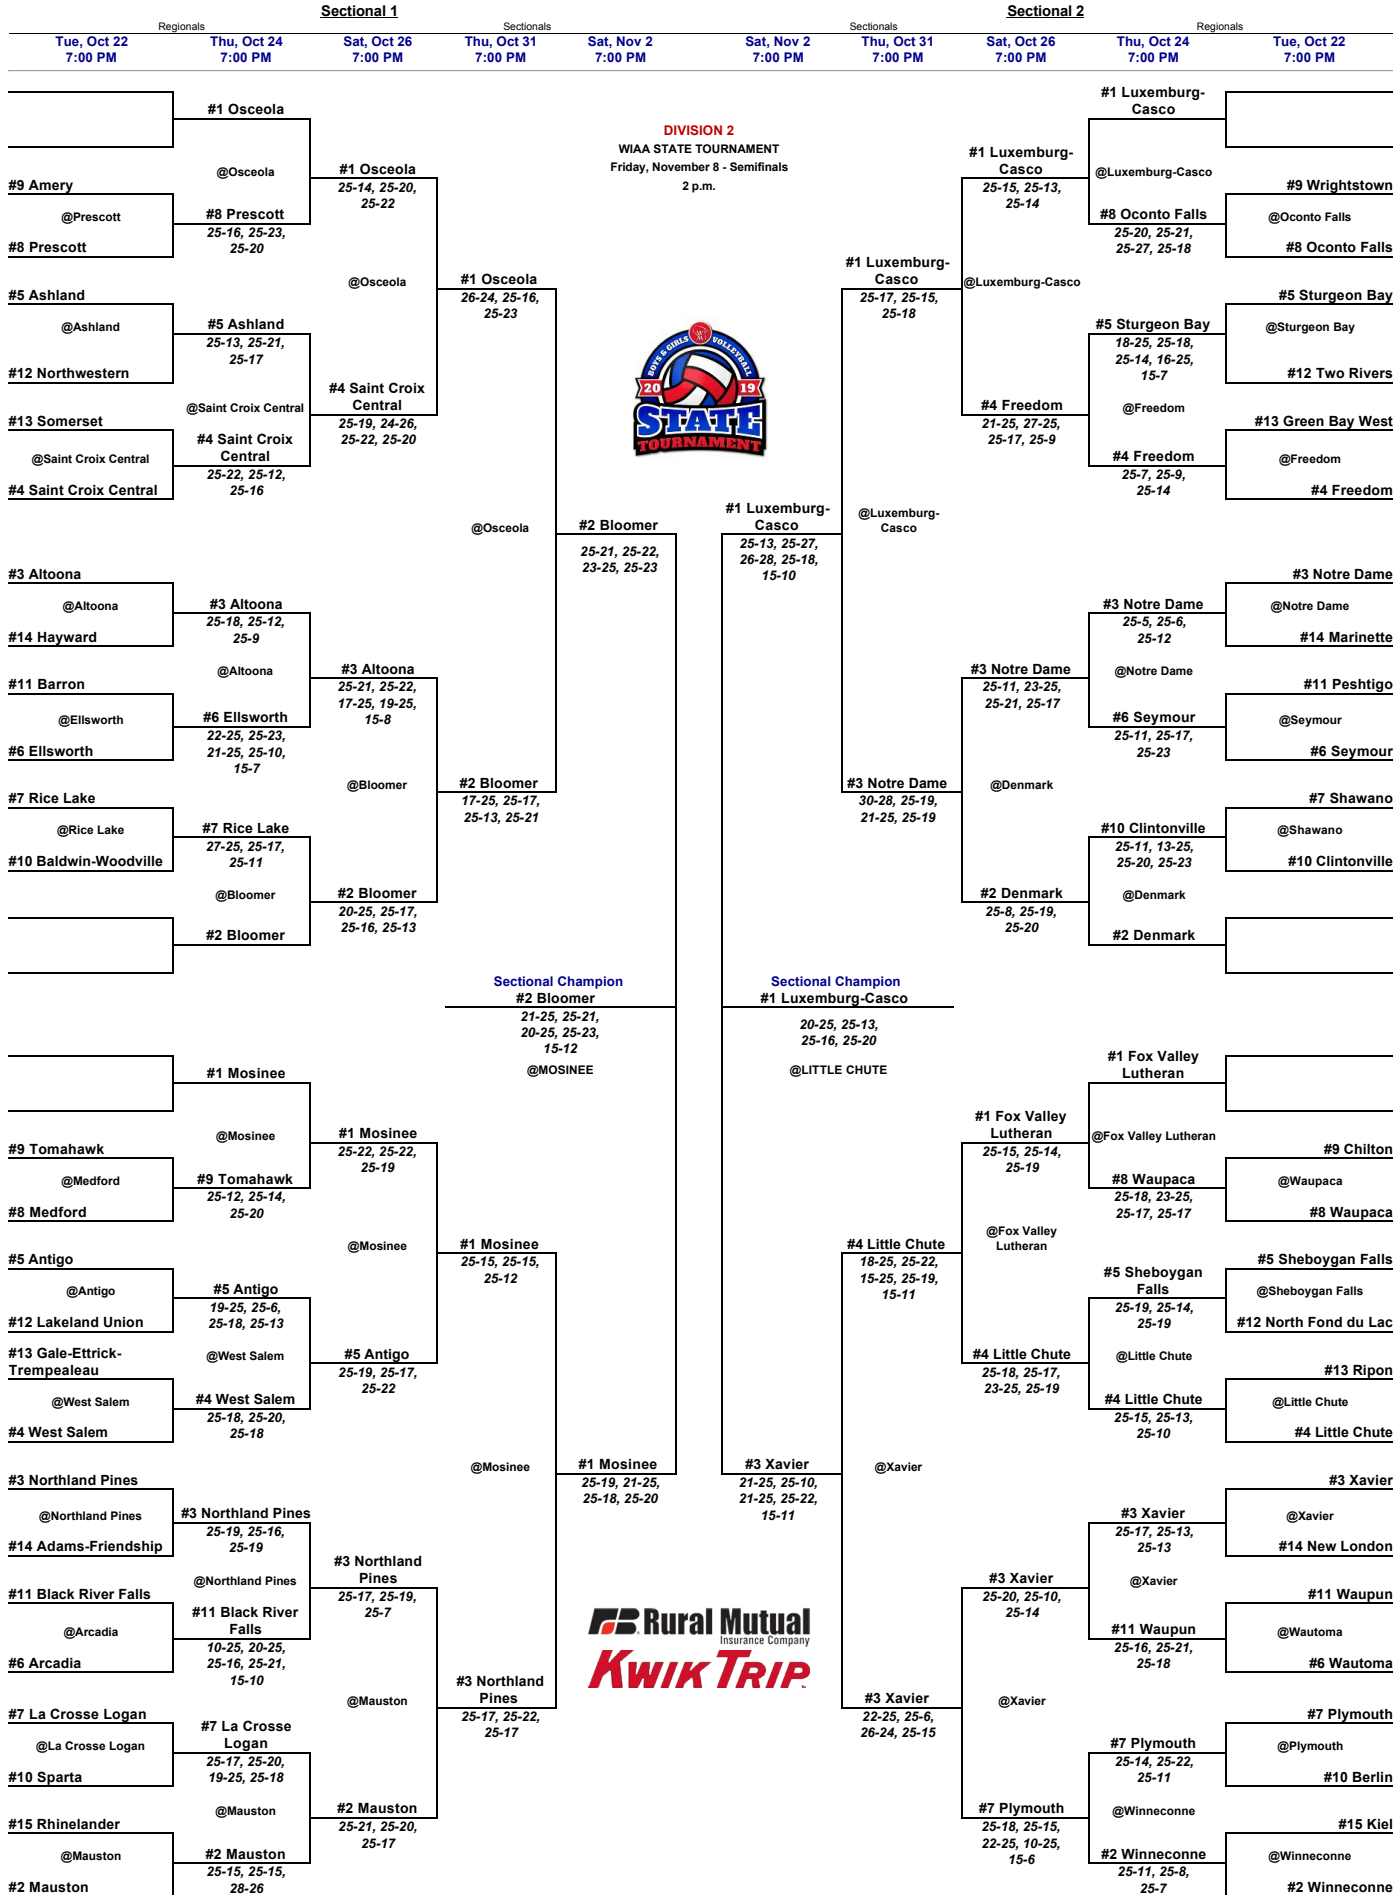 Sectional 1
Sectional 2
Regionals
Sectionals
Sectionals
Regionals
Tue, Oct 22
7:00 PM
Thu, Oct 24
7:00 PM
Sat, Oct 26
7:00 PM
Thu, Oct 31
7:00 PM
Sat, Nov 2
7:00 PM
Sat, Nov 2
7:00 PM
Thu, Oct 31
7:00 PM
Sat, Oct 26
7:00 PM
Thu, Oct 24
7:00 PM
Tue, Oct 22
7:00 PM
DIVISION 2
WIAA STATE TOURNAMENT
Friday, November 8 - Semifinals
2 p.m.
#9 Amery
@Prescott
#8 Prescott
#5 Ashland
@Ashland
#12 Northwestern
#13 Somerset
@Saint Croix Central
#4 Saint Croix Central
#3 Altoona
@Altoona
#14 Hayward
#11 Barron
@Ellsworth
#6 Ellsworth
#7 Rice Lake
@Rice Lake
#10 Baldwin-Woodville
#1 Osceola
@Osceola
#8 Prescott
25-16, 25-23,
25-20
#5 Ashland
25-13, 25-21,
25-17
@Saint Croix Central
#4 Saint Croix
Central
25-22, 25-12,
25-16
#3 Altoona
25-18, 25-12,
25-9
@Altoona
#6 Ellsworth
22-25, 25-23,
21-25, 25-10,
15-7
#7 Rice Lake
27-25, 25-17,
25-11
@Bloomer
#2 Bloomer
#1 Osceola
25-14, 25-20,
25-22
@Osceola
#4 Saint Croix
Central
25-19, 24-26,
25-22, 25-20
#3 Altoona
25-21, 25-22,
17-25, 19-25,
15-8
@Bloomer
#2 Bloomer
20-25, 25-17,
25-16, 25-13
#1 Osceola
26-24, 25-16,
25-23
@Osceola
#2 Bloomer
17-25, 25-17,
25-13, 25-21
#2 Bloomer
25-21, 25-22,
23-25, 25-23
BOYS & GIRLS VOLLEYBALL
20 19
STATE
TOURNAMENT
#1 Luxemburg-
Casco
25-13, 25-27,
26-28, 25-18,
15-10
#1 Luxemburg-
Casco
25-17, 25-15,
25-18
@Luxemburg-
Casco
#3 Notre Dame
30-28, 25-19,
21-25, 25-19
#1 Luxemburg-
Casco
25-15, 25-13,
25-14
@Luxemburg-Casco
#4 Freedom
21-25, 27-25,
25-17, 25-9
#3 Notre Dame
25-11, 23-25,
25-21, 25-17
@Denmark
#2 Denmark
25-8, 25-19,
25-20
#1 Luxemburg-
Casco
@Luxemburg-Casco
#8 Oconto Falls
25-20, 25-21,
25-27, 25-18
#5 Sturgeon Bay
18-25, 25-18,
25-14, 16-25,
15-7
@Freedom
#4 Freedom
25-7, 25-9,
25-14
#3 Notre Dame
25-5, 25-6,
25-12
@Notre Dame
#6 Seymour
25-11, 25-17,
25-23
#10 Clintonville
25-11, 13-25,
25-20, 25-23
@Denmark
#2 Denmark
#9 Wrightstown
@Oconto Falls
#8 Oconto Falls
#5 Sturgeon Bay
@Sturgeon Bay
#12 Two Rivers
#13 Green Bay West
@Freedom
#4 Freedom
#3 Notre Dame
@Notre Dame
#14 Marinette
#11 Peshtigo
@Seymour
#6 Seymour
#7 Shawano
@Shawano
#10 Clintonville
Sectional Champion
#2 Bloomer
21-25, 25-21,
20-25, 25-23,
15-12
@MOSINEE
Sectional Champion
#1 Luxemburg-Casco
20-25, 25-13,
25-16, 25-20
@LITTLE CHUTE
#9 Tomahawk
@Medford
#8 Medford
#5 Antigo
@Antigo
#12 Lakeland Union
#13 Gale-Ettrick-
Trempealeau
@West Salem
#4 West Salem
#3 Northland Pines
@Northland Pines
#14 Adams-Friendship
#11 Black River Falls
@Arcadia
#6 Arcadia
#7 La Crosse Logan
@La Crosse Logan
#10 Sparta
#15 Rhinelander
@Mauston
#2 Mauston
#1 Mosinee
@Mosinee
#9 Tomahawk
25-12, 25-14,
25-20
#5 Antigo
19-25, 25-6,
25-18, 25-13
@West Salem
#4 West Salem
25-18, 25-20,
25-18
#3 Northland Pines
25-19, 25-16,
25-19
@Northland Pines
#11 Black River
Falls
10-25, 20-25,
25-16, 25-21,
15-10
#7 La Crosse
Logan
25-17, 25-20,
19-25, 25-18
@Mauston
#2 Mauston
25-15, 25-15,
28-26
#1 Mosinee
25-22, 25-22,
25-19
@Mosinee
#5 Antigo
25-19, 25-17,
25-22
#3 Northland
Pines
25-17, 25-19,
25-7
@Mauston
#2 Mauston
25-21, 25-20,
25-17
#1 Mosinee
25-15, 25-15,
25-12
@Mosinee
#3 Northland
Pines
25-17, 25-22,
25-17
#1 Mosinee
25-19, 21-25,
25-18, 25-20
Rural Mutual
Insurance Company
KWIK TRIP
#3 Xavier
21-25, 25-10,
21-25, 25-22,
15-11
#4 Little Chute
18-25, 25-22,
15-25, 25-19,
15-11
@Xavier
#3 Xavier
22-25, 25-6,
26-24, 25-15
#1 Fox Valley
Lutheran
25-15, 25-14,
25-19
@Fox Valley
Lutheran
#4 Little Chute
25-18, 25-17,
23-25, 25-19
#3 Xavier
25-20, 25-10,
25-14
@Xavier
#7 Plymouth
25-18, 25-15,
22-25, 10-25,
15-6
#1 Fox Valley
Lutheran
@Fox Valley Lutheran
#8 Waupaca
25-18, 23-25,
25-17, 25-17
#5 Sheboygan
Falls
25-19, 25-14,
25-19
@Little Chute
#4 Little Chute
25-15, 25-13,
25-10
#3 Xavier
25-17, 25-13,
25-13
@Xavier
#11 Waupun
25-16, 25-21,
25-18
#7 Plymouth
25-14, 25-22,
25-11
@Winneconne
#2 Winneconne
25-11, 25-8,
25-7
#9 Chilton
@Waupaca
#8 Waupaca
#5 Sheboygan Falls
@Sheboygan Falls
#12 North Fond du Lac
#13 Ripon
@Little Chute
#4 Little Chute
#3 Xavier
@Xavier
#14 New London
#11 Waupun
@Wautoma
#6 Wautoma
#7 Plymouth
@Plymouth
#10 Berlin
#15 Kiel
@Winneconne
#2 Winneconne